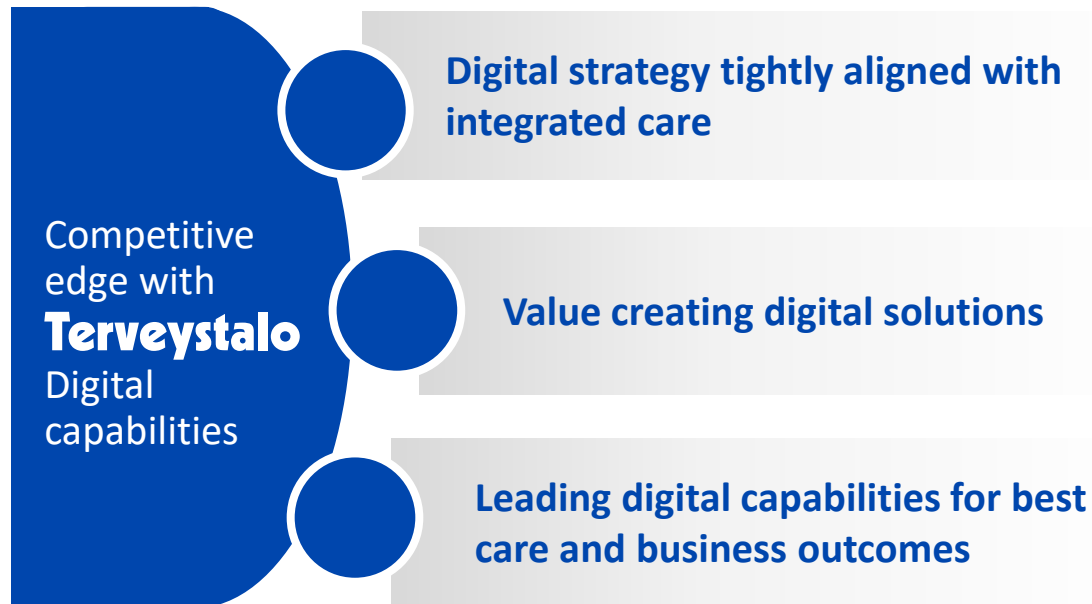 Competitive
edge with
Terveystalo
Digital
capabilities
Digital strategy tightly aligned with
integrated care
Value creating digital solutions
Leading digital capabilities for best
care and business outcomes